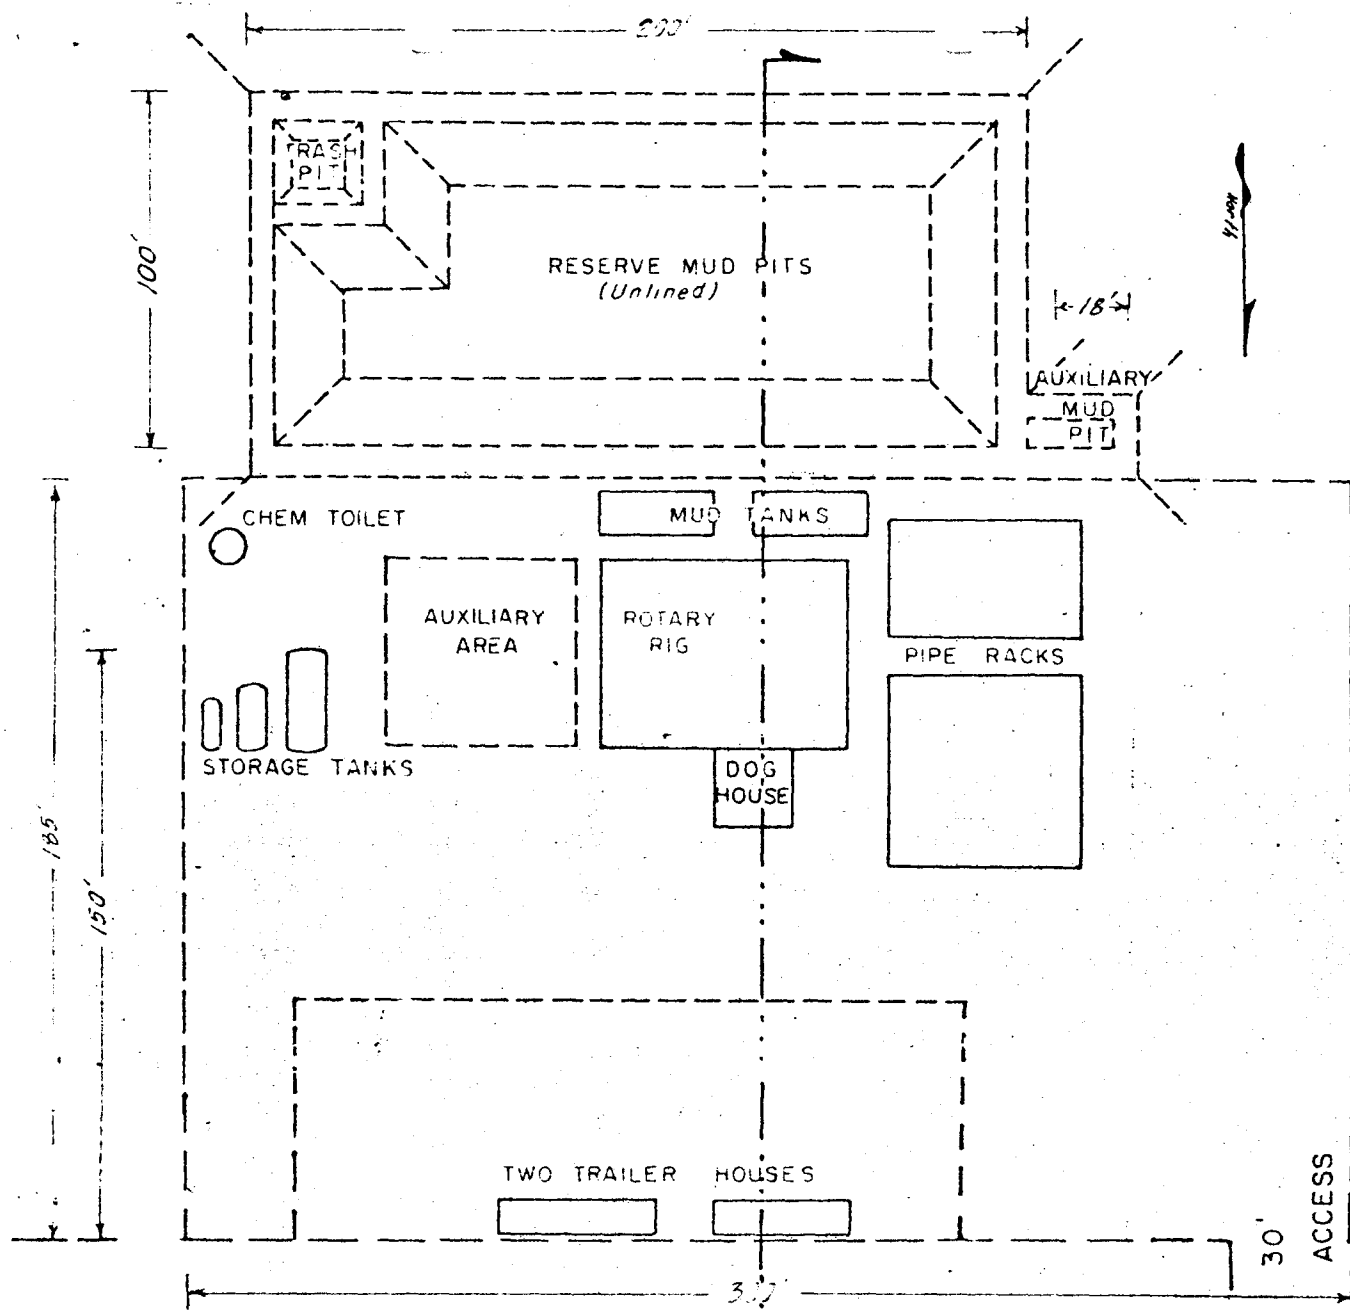 200'
TRASH
PIT
100'
North
RESERVE MUD PITS
(Unlined)
18'
AUXILIARY
MUD
PIT
CHEM TOILET
MUD TANKS
AUXILIARY
AREA
ROTARY
RIG
PIPE RACKS
STORAGE TANKS
DOG
HOUSE
185'
150'
TWO TRAILER HOUSES
30'
ACCESS